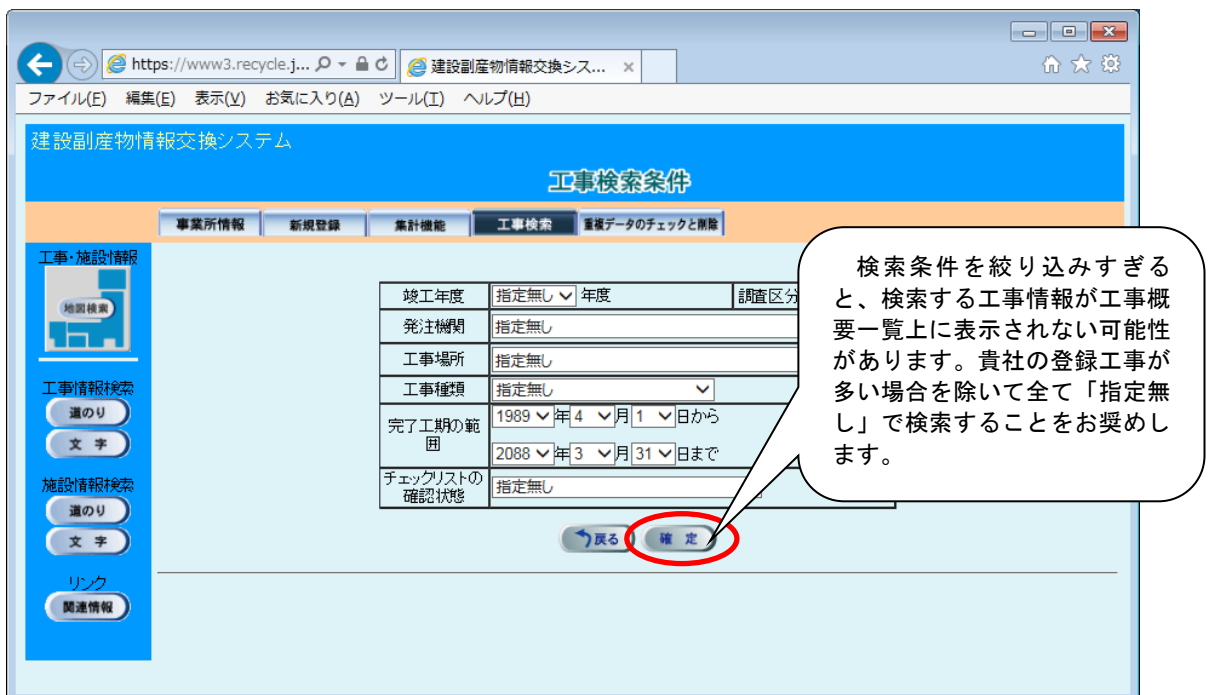 https://www3.recycle.j...
建設副産物情報交換システ...
ファイル(F) 編集(E) 表示(V) お気に入り(A) ツール(T) ヘルプ(H)
建設副産物情報交換システム
工事検索条件
事業所情報 新規登録 集計機能 工事検索 重複データのチェックと削除
工事・施設情報
地図検索
工事情報検索
道のり
文字
施設情報検索
道のり
文字
リンク
関連情報
竣工年度 指定無し 年度 調査区分
発注機関 指定無し
工事場所 指定無し
工事種類 指定無し
完了工期の範囲 1989年4月1日から
2088年3月31日まで
チェックリストの確認状態 指定無し
戻る 確定
検索条件を絞り込みすぎる
と、検索する工事情報が工事概
要一覧上に表示されない可能性
があります。貴社の登録工事が
多い場合を除いて全て「指定無
し」で検索することをお奨めし
ます。